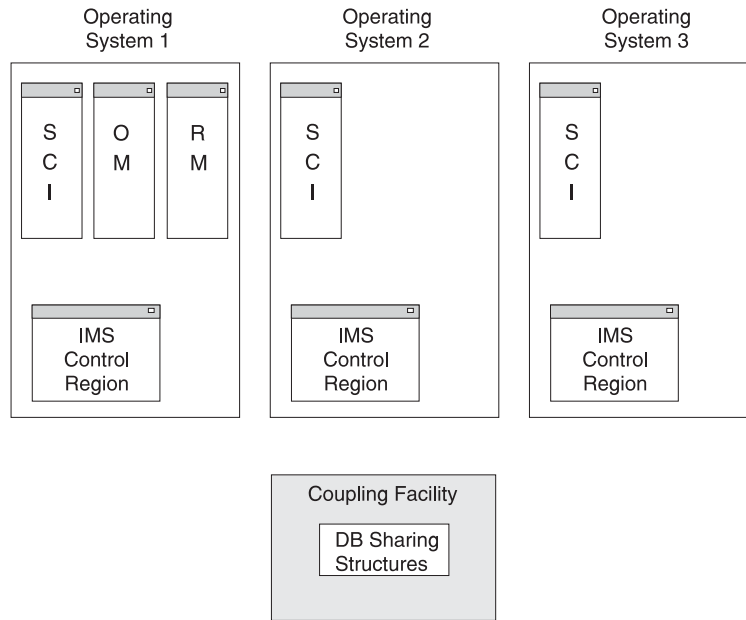 Operating
System 1
Operating
System 2
Operating
System 3
S
C
I
O
M
R
M
S
C
I
S
C
I
IMS
Control
Region
IMS
Control
Region
IMS
Control
Region
Coupling Facility
DB Sharing
Structures